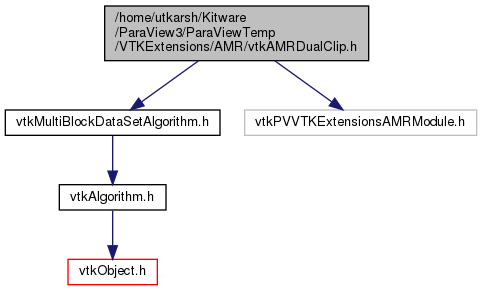 /home/utkarsh/Kitware
/ParaView3/ParaViewTemp
/VTKExtensions/AMR/vtkAMRDualClip.h
vtkMultiBlockDataSetAlgorithm.h
vtkPVVTKExtensionsAMRModule.h
vtkAlgorithm.h
vtkObject.h